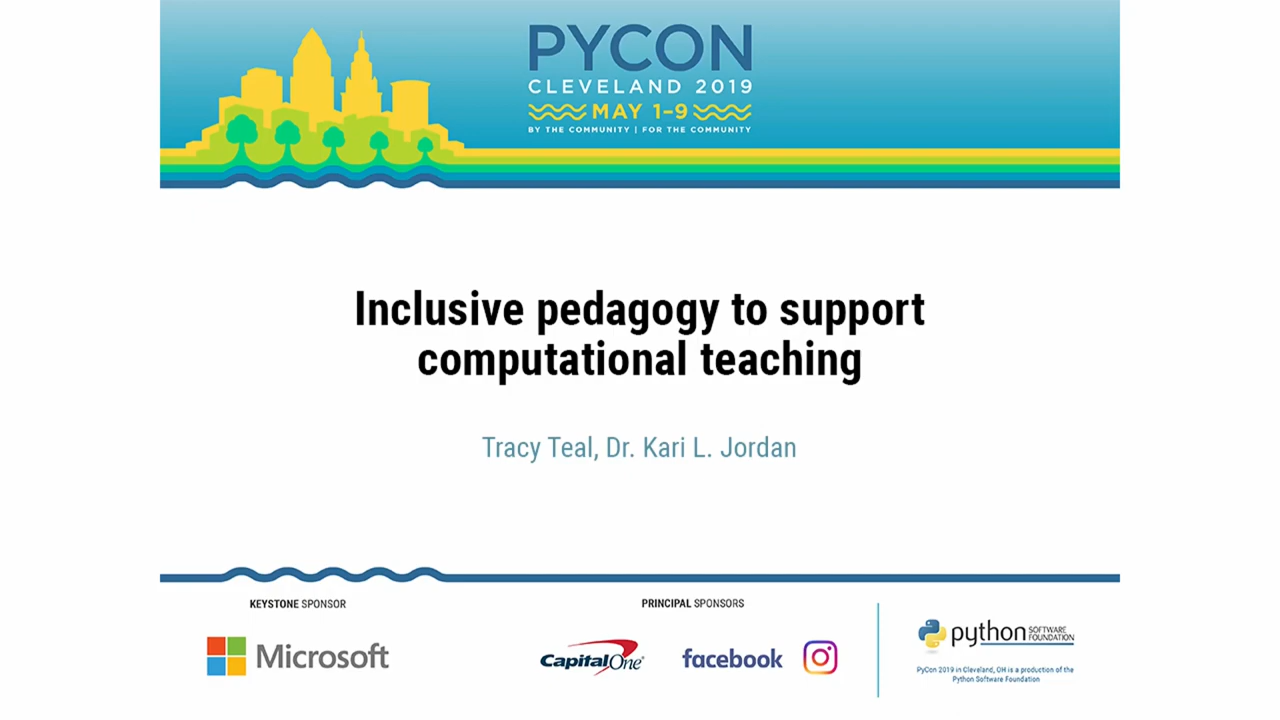 PYCON
CLEVELAND 2019
MAY 1–9
BY THE COMMUNITY | FOR THE COMMUNITY
Inclusive pedagogy to support
computational teaching
Tracy Teal, Dr. Kari L. Jordan
KEYSTONE SPONSOR
Microsoft
PRINCIPAL SPONSORS
Capital One
facebook
python SOFTWARE
FOUNDATION
PyCon 2019 in Cleveland, OH is a production of the
Python Software Foundation